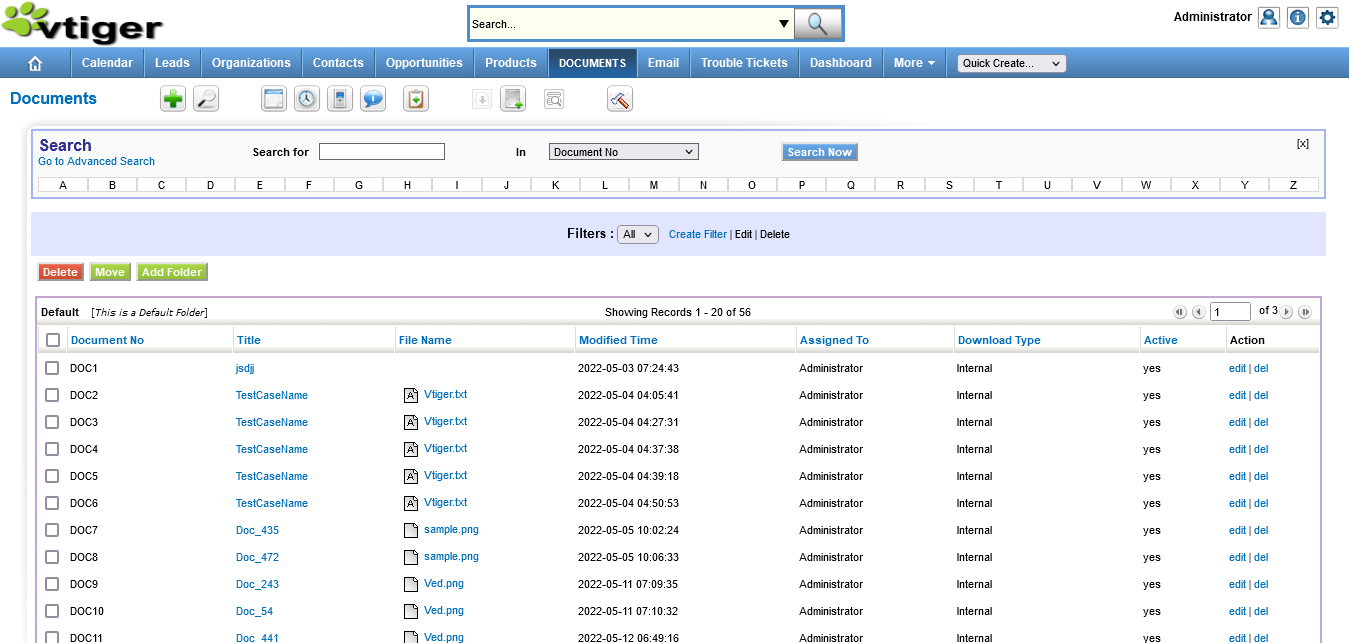 vtiger
Search...
Administrator
Calendar Leads Organizations Contacts Opportunities Products DOCUMENTS Email Trouble Tickets Dashboard More Quick Create...
Documents
Search
Go to Advanced Search
Search for In Document No Search Now [X]
A B C D E F G H I J K L M N O P Q R S T U V W X Y Z
Filters : All Create Filter | Edit | Delete
Delete Move Add Folder
Default [This is a Default Folder] Showing Records 1 - 20 of 56 1 of 3
Document No Title File Name Modified Time Assigned To Download Type Active Action
DOC1 jsdjj 2022-05-03 07:24:43 Administrator Internal yes edit | del
DOC2 TestCaseName Vtiger.txt 2022-05-04 04:05:41 Administrator Internal yes edit | del
DOC3 TestCaseName Vtiger.txt 2022-05-04 04:27:31 Administrator Internal yes edit | del
DOC4 TestCaseName Vtiger.txt 2022-05-04 04:37:38 Administrator Internal yes edit | del
DOC5 TestCaseName Vtiger.txt 2022-05-04 04:39:18 Administrator Internal yes edit | del
DOC6 TestCaseName Vtiger.txt 2022-05-04 04:50:53 Administrator Internal yes edit | del
DOC7 Doc_435 sample.png 2022-05-05 10:02:24 Administrator Internal yes edit | del
DOC8 Doc_472 sample.png 2022-05-05 10:06:33 Administrator Internal yes edit | del
DOC9 Doc_243 Ved.png 2022-05-11 07:09:35 Administrator Internal yes edit | del
DOC10 Doc_54 Ved.png 2022-05-11 07:10:32 Administrator Internal yes edit | del
DOC11 Doc_441 Ved.png 2022-05-12 06:49:16 Administrator Internal yes edit | del